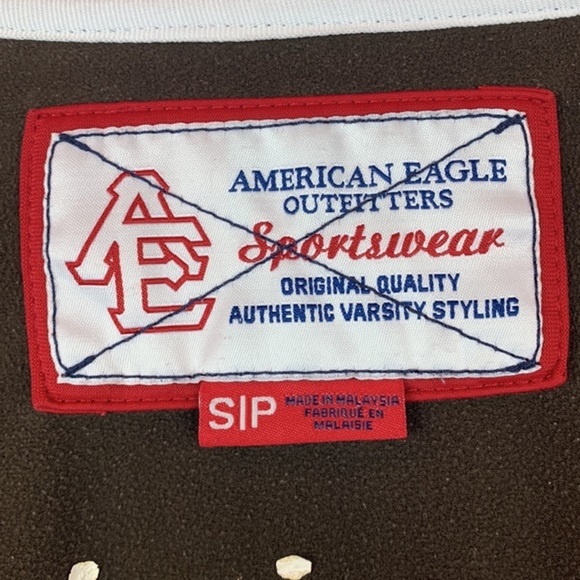 AE
AMERICAN EAGLE
OUTFITTERS
Sportswear
ORIGINAL QUALITY
AUTHENTIC VARSITY STYLING
S|P
MADE IN MALAYSIA
FABRIQUÉ EN
MALAISIE